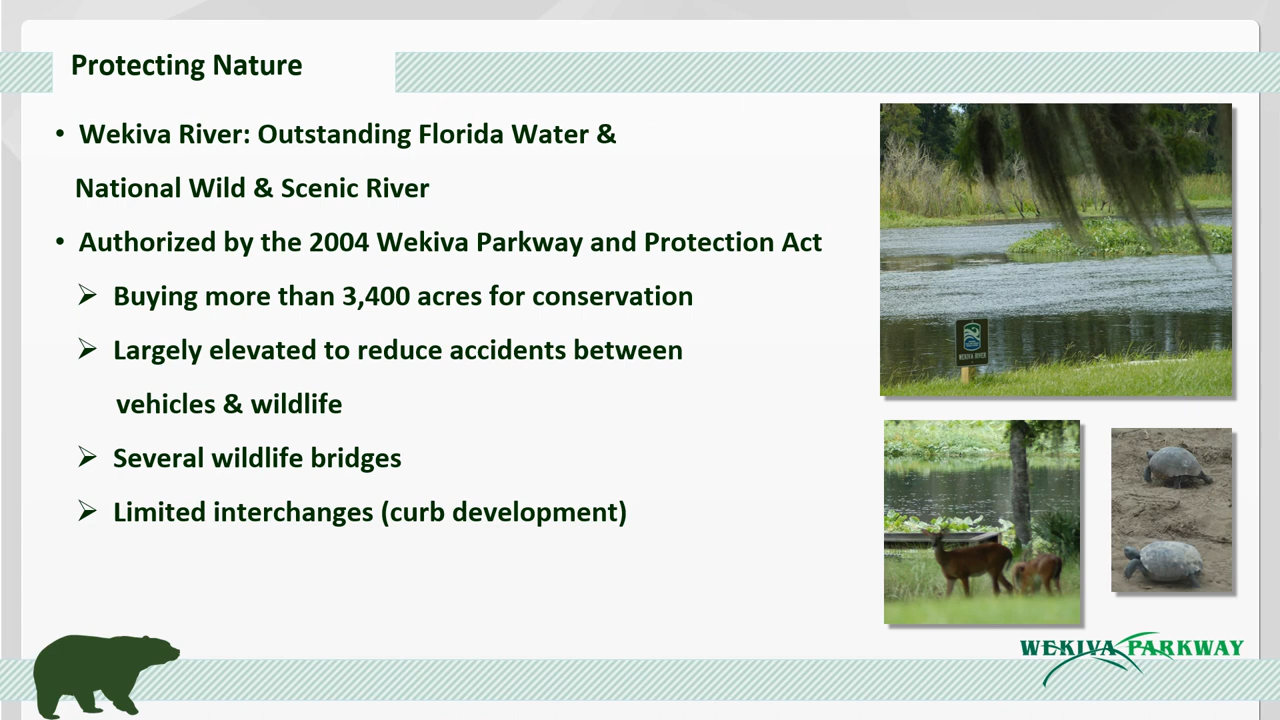 Protecting Nature
• Wekiva River: Outstanding Florida Water &
National Wild & Scenic River
• Authorized by the 2004 Wekiva Parkway and Protection Act
➢ Buying more than 3,400 acres for conservation
➢ Largely elevated to reduce accidents between
vehicles & wildlife
➢ Several wildlife bridges
➢ Limited interchanges (curb development)
WEKIVA RIVER
WEKIVA PARKWAY